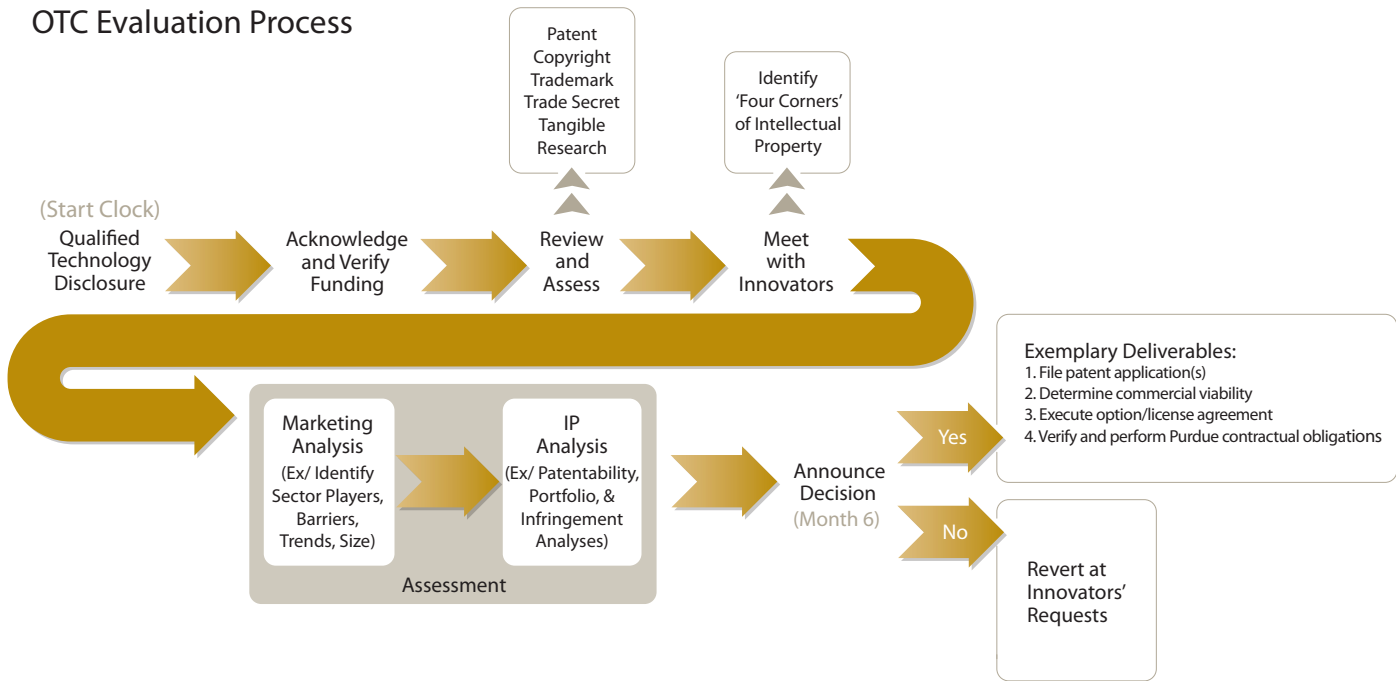 OTC Evaluation Process
Patent
Copyright
Trademark
Trade Secret
Tangible
Research
Identify
‘Four Corners’
of Intellectual
Property
(Start Clock)
Qualified
Technology
Disclosure
Acknowledge
and Verify
Funding
Review
and
Assess
Meet
with
Innovators
Marketing
Analysis
(Ex/ Identify
Sector Players,
Barriers,
Trends, Size)
IP
Analysis
(Ex/ Patentability,
Portfolio, &
Infringement
Analyses)
Assessment
Announce
Decision
(Month 6)
Yes
Exemplary Deliverables:
1. File patent application(s)
2. Determine commercial viability
3. Execute option/license agreement
4. Verify and perform Purdue contractual obligations
No
Revert at
Innovators’
Requests